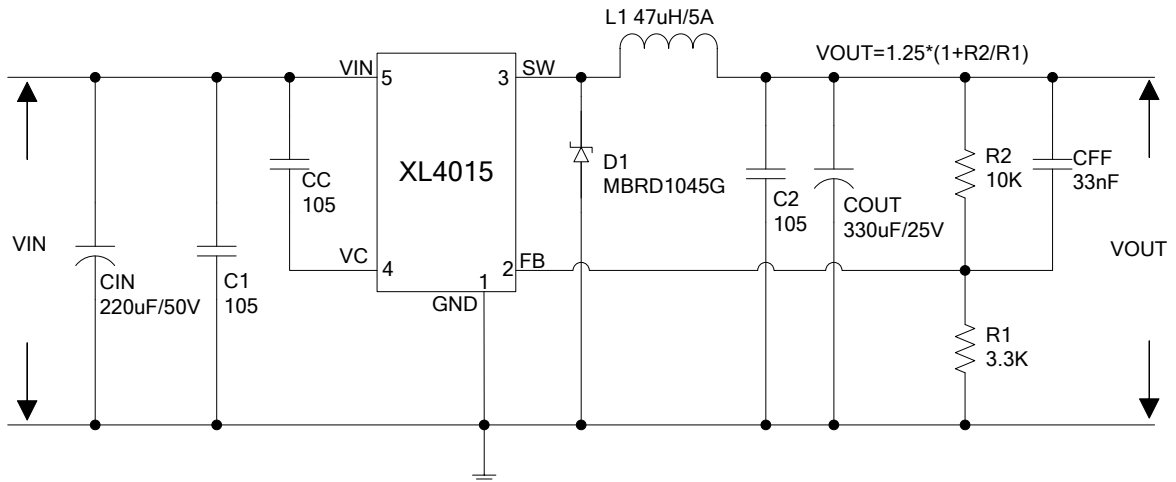 L1 47uH/5A
VOUT=1.25*(1+R2/R1)
VIN
5
3
SW
XL4015
CC
105
D1
MBRD1045G
C2
105
COUT
330uF/25V
R2
10K
CFF
33nF
VIN
VC
4
2
FB
VOUT
CIN
220uF/50V
C1
105
1
GND
R1
3.3K